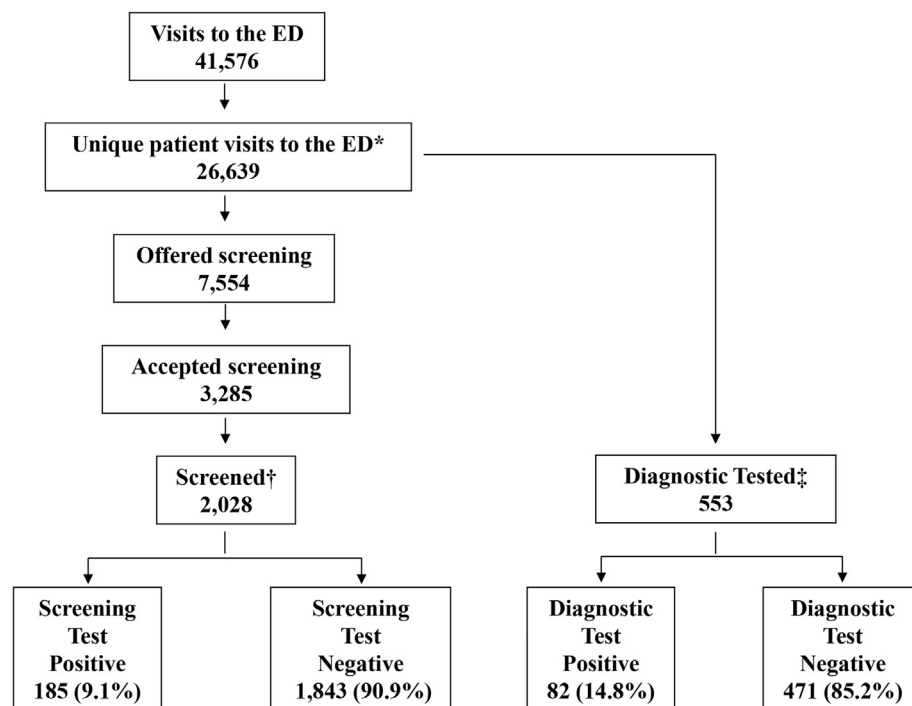 Visits to the ED
41,576
Unique patient visits to the ED*
26,639
Offered screening
7,554
Accepted screening
3,285
Screened†
2,028
Diagnostic Tested‡
553
Screening
Test
Positive
185 (9.1%)
Screening
Test
Negative
1,843 (90.9%)
Diagnostic
Test
Positive
82 (14.8%)
Diagnostic
Test
Negative
471 (85.2%)